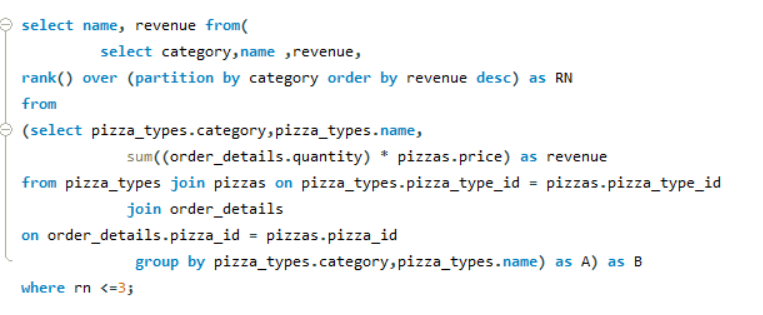 select name, revenue from(
select category,name ,revenue,
rank() over (partition by category order by revenue desc) as RN
from
(select pizza_types.category,pizza_types.name,
sum((order_details.quantity) * pizzas.price) as revenue
from pizza_types join pizzas on pizza_types.pizza_type_id = pizzas.pizza_type_id
join order_details
on order_details.pizza_id = pizzas.pizza_id
group by pizza_types.category,pizza_types.name) as A) as B
where rn <=3;